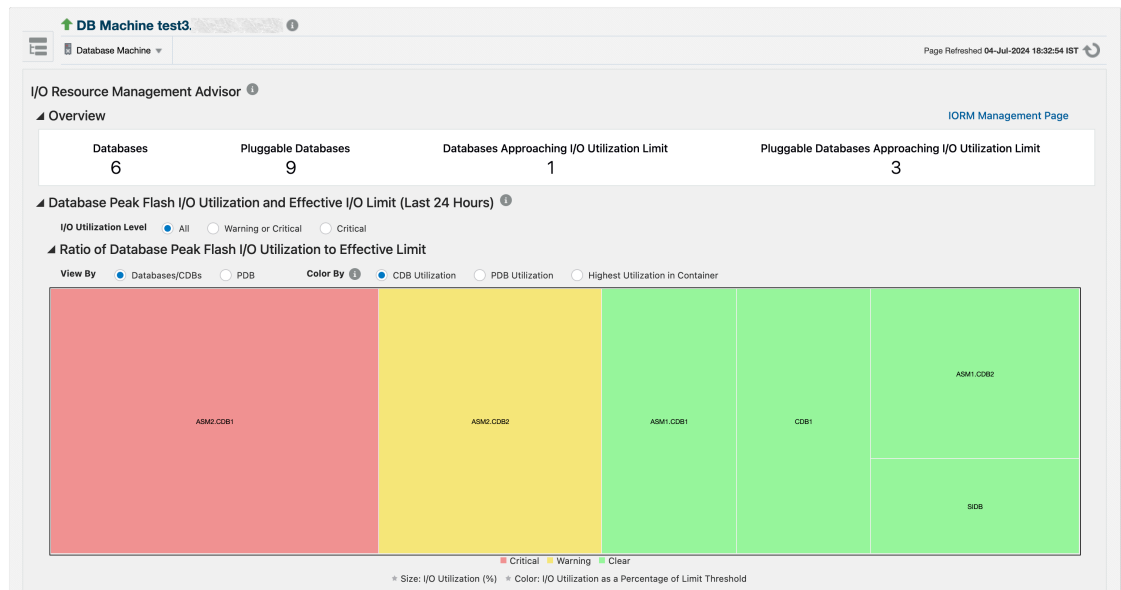 DB Machine test3.
Database Machine
Page Refreshed 04-Jul-2024 18:32:54 IST
I/O Resource Management Advisor
Overview
IORM Management Page
Databases Pluggable Databases Databases Approaching I/O Utilization Limit Pluggable Databases Approaching I/O Utilization Limit
6 9 1 3
Database Peak Flash I/O Utilization and Effective I/O Limit (Last 24 Hours)
I/O Utilization Level All Warning or Critical Critical
Ratio of Database Peak Flash I/O Utilization to Effective Limit
View By Databases/CDBs PDB Color By CDB Utilization PDB Utilization Highest Utilization in Container
ASM2.CDB1
ASM2.CDB2
ASM1.CDB1
CDB1
ASM1.CDB2
SIDB
Critical Warning Clear
* Size: I/O Utilization (%) * Color: I/O Utilization as a Percentage of Limit Threshold